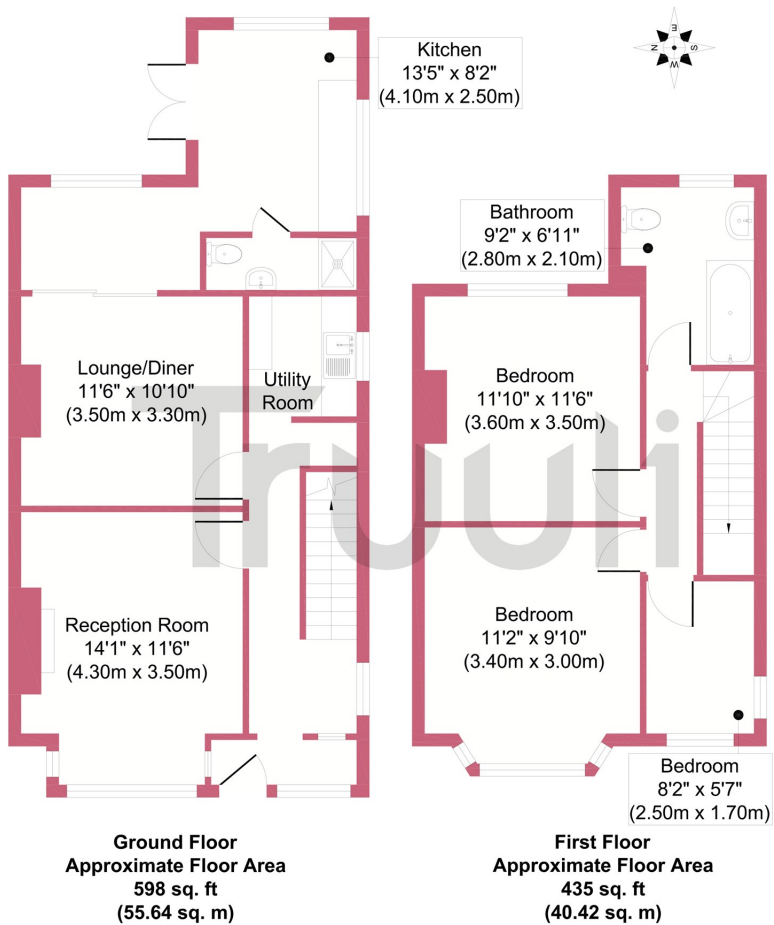 Kitchen
13'5" x 8'2"
(4.10m x 2.50m)
E
N
S
W
Bathroom
9'2" x 6'11"
(2.80m x 2.10m)
Lounge/Diner
11'6" x 10'10"
(3.50m x 3.30m)
Utility
Room
Bedroom
11'10" x 11'6"
(3.60m x 3.50m)
Truuli
Reception Room
14'1" x 11'6"
(4.30m x 3.50m)
Bedroom
11'2" x 9'10"
(3.40m x 3.00m)
Bedroom
8'2" x 5'7"
(2.50m x 1.70m)
Ground Floor
Approximate Floor Area
598 sq. ft
(55.64 sq. m)
First Floor
Approximate Floor Area
435 sq. ft
(40.42 sq. m)